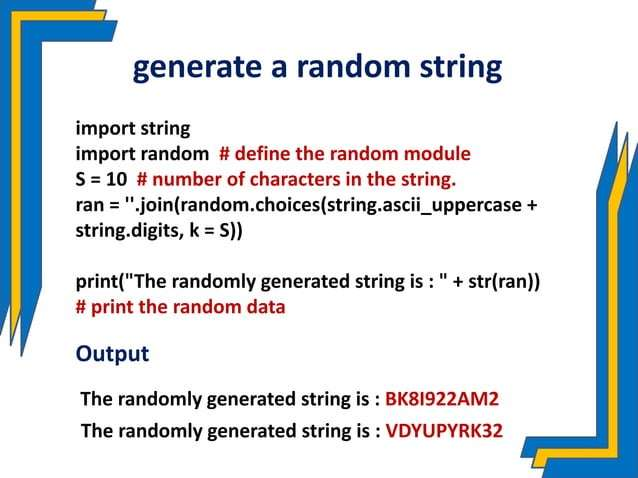 generate a random string
import string
import random # define the random module
S = 10 # number of characters in the string.
ran = ''.join(random.choices(string.ascii_uppercase +
string.digits, k = S))
print("The randomly generated string is : " + str(ran))
# print the random data
Output
The randomly generated string is : BK8I922AM2
The randomly generated string is : VDYUPYRK32